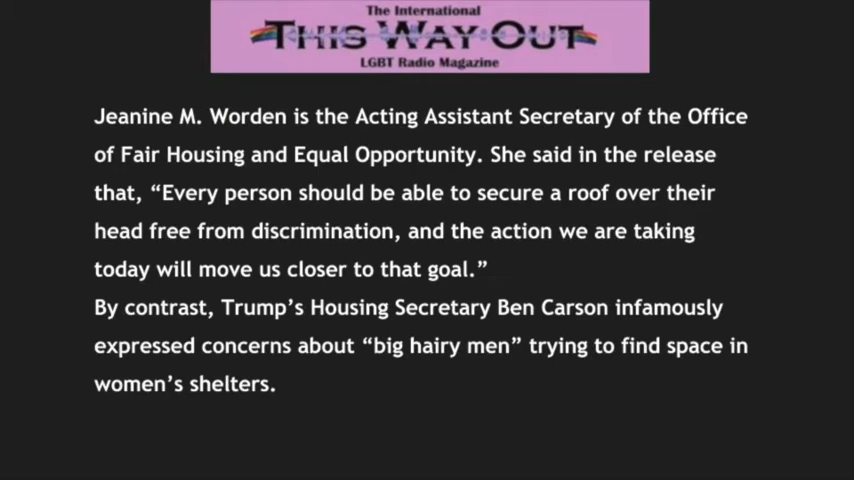 The International
THIS WAY OUT
LGBT Radio Magazine
Jeanine M. Worden is the Acting Assistant Secretary of the Office
of Fair Housing and Equal Opportunity. She said in the release
that, “Every person should be able to secure a roof over their
head free from discrimination, and the action we are taking
today will move us closer to that goal.”
By contrast, Trump’s Housing Secretary Ben Carson infamously
expressed concerns about “big hairy men” trying to find space in
women’s shelters.